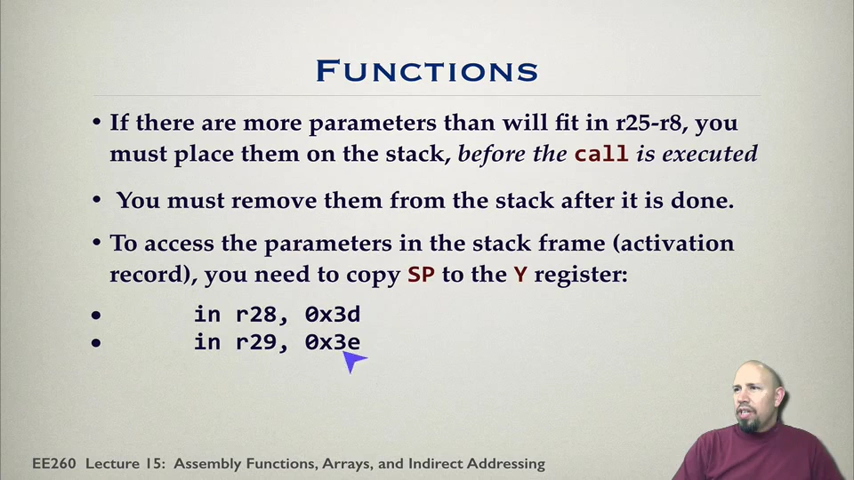 FUNCTIONS
• If there are more parameters than will fit in r25-r8, you
must place them on the stack, before the call is executed
• You must remove them from the stack after it is done.
• To access the parameters in the stack frame (activation
record), you need to copy SP to the Y register:
• in r28, 0x3d
• in r29, 0x3e
EE260 Lecture 15: Assembly Functions, Arrays, and Indirect Addressing